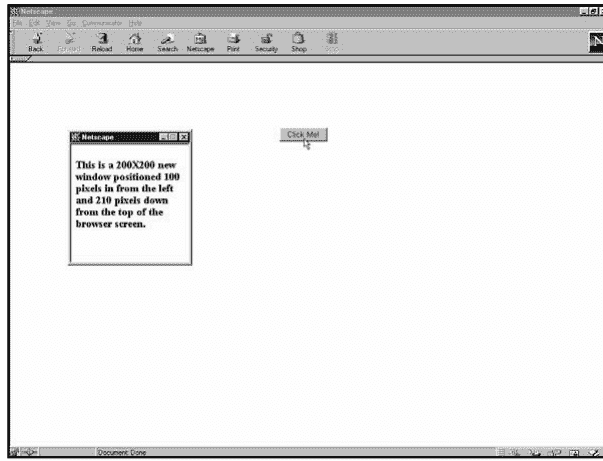 Netscape
File Edit View Go Communicator Help
Back Forward Reload Home Search Netscape Print Security Shop Stop
Click Me!
Netscape
This is a 200X200 new
window positioned 100
pixels in from the left
and 210 pixels down
from the top of the
browser screen.
N
Document: Done